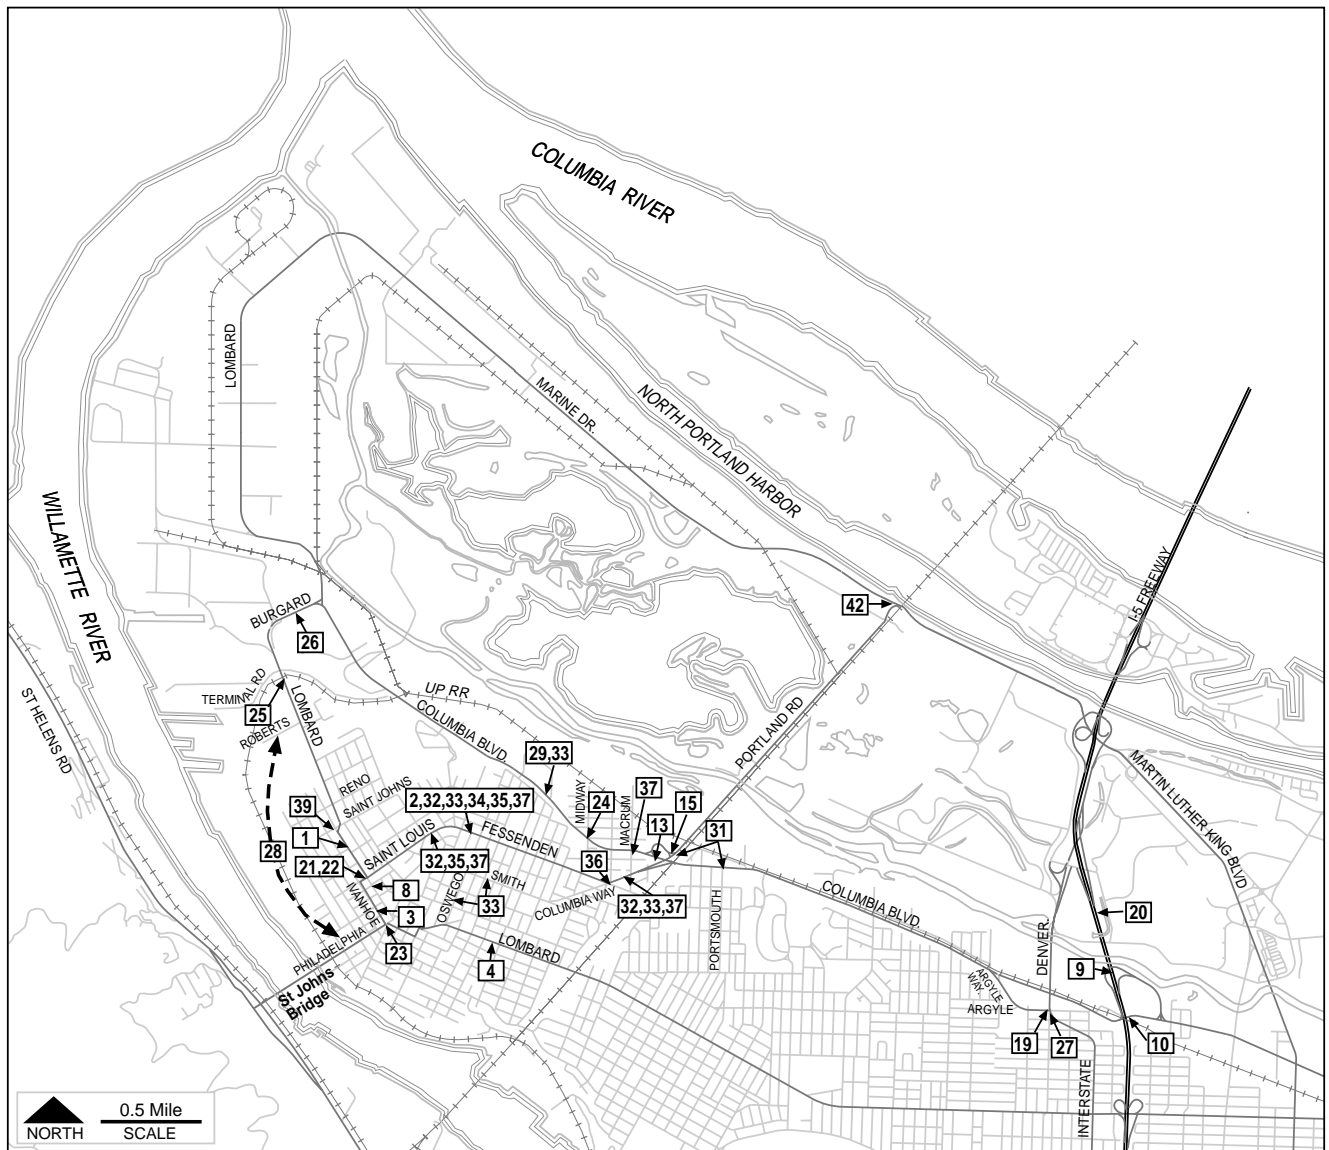 COLUMBIA RIVER
LOMBARD
MARINE DR.
NORTH PORTLAND HARBOR
WILLAMETTE RIVER
I-5 FREEWAY
42
BURGARD
26
TERMINAL RD
UP RR
25
LOMBARD
ROBERTS
COLUMBIA BLVD.
PORTLAND RD
ST HELENS RD
29,33
MARTIN LUTHER KING BLVD
RENO
SAINT JOHNS
2,32,33,34,35,37
MIDWAY
24
MACRUM
37
15
39
1
13
31
SAINT LOUIS
FESSENDEN
28
21,22
32,35,37
36
8
IVANHOE
OSWEGO
SMITH
33
COLUMBIA WAY
32,33,37
COLUMBIA BLVD.
3
PHILADELPHIA
23
LOMBARD
4
PORTSMOUTH
DENVER.
20
9
ARGYLE
WAY
ARGYLE
St Johns
Bridge
19
27
10
INTERSTATE
NORTH
0.5 Mile
SCALE